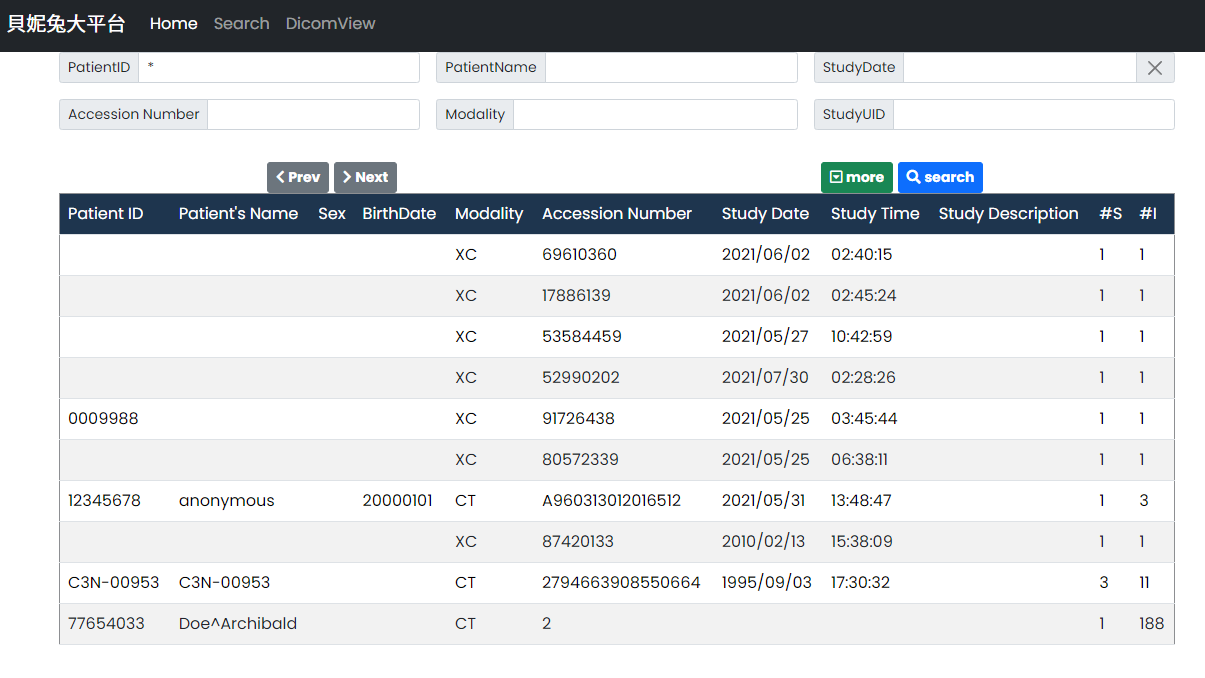 貝妮兔大平台 Home Search DicomView
PatientID * PatientName StudyDate
Accession Number Modality StudyUID
Prev Next more search
Patient ID Patient's Name Sex BirthDate Modality Accession Number Study Date Study Time Study Description #S #I
XC 69610360 2021/06/02 02:40:15 1 1
XC 17886139 2021/06/02 02:45:24 1 1
XC 53584459 2021/05/27 10:42:59 1 1
XC 52990202 2021/07/30 02:28:26 1 1
0009988 XC 91726438 2021/05/25 03:45:44 1 1
XC 80572339 2021/05/25 06:38:11 1 1
12345678 anonymous 20000101 CT A960313012016512 2021/05/31 13:48:47 1 3
XC 87420133 2010/02/13 15:38:09 1 1
C3N-00953 C3N-00953 CT 2794663908550664 1995/09/03 17:30:32 3 11
77654033 Doe^Archibald CT 2 1 188